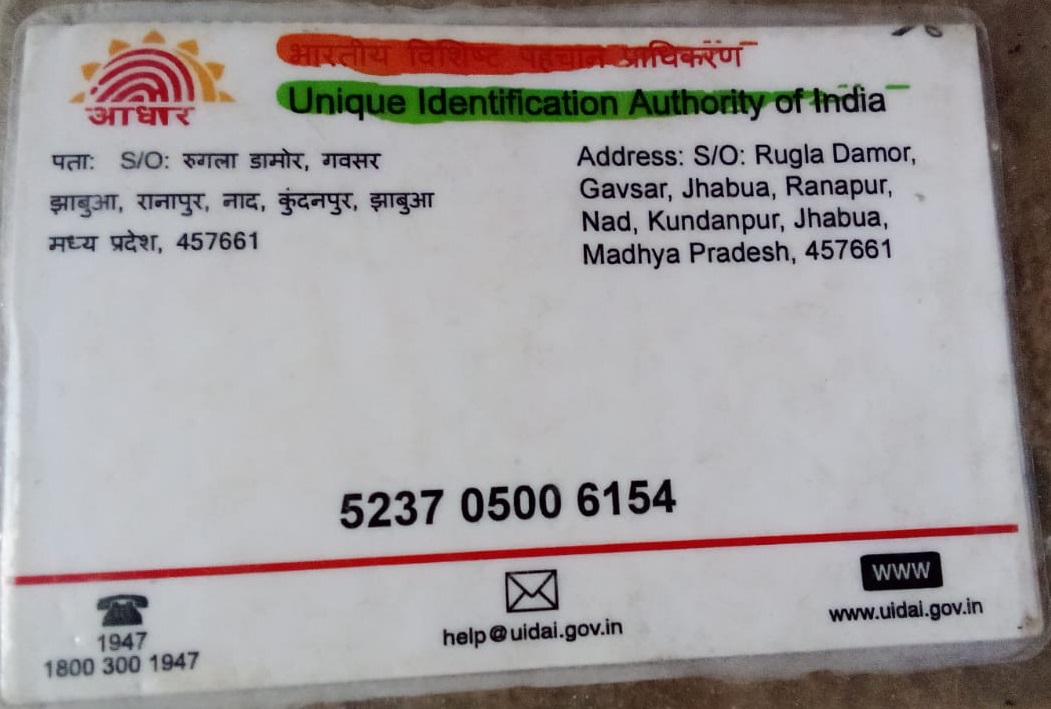 भारतीय विशिष्ट पहचान प्राधिकरण
Unique Identification Authority of India
आधार
पता: S/O: रुगला डामोर, गवसर
झाबुआ, रानापुर, नाद, कुंदनपुर, झाबुआ
मध्य प्रदेश, 457661
Address: S/O: Rugla Damor,
Gavsar, Jhabua, Ranapur,
Nad, Kundanpur, Jhabua,
Madhya Pradesh, 457661
5237 0500 6154
1947
1800 300 1947
help@uidai.gov.in
www
www.uidai.gov.in